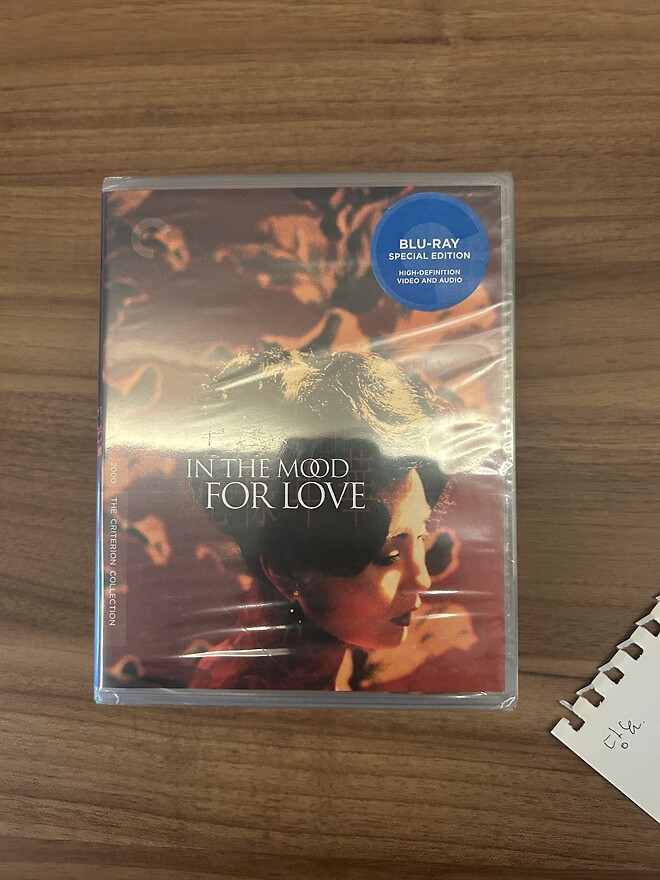 BLU-RAY
SPECIAL EDITION
HIGH-DEFINITION
VIDEO AND AUDIO
IN THE MOOD
FOR LOVE
2000 THE CRITERION COLLECTION